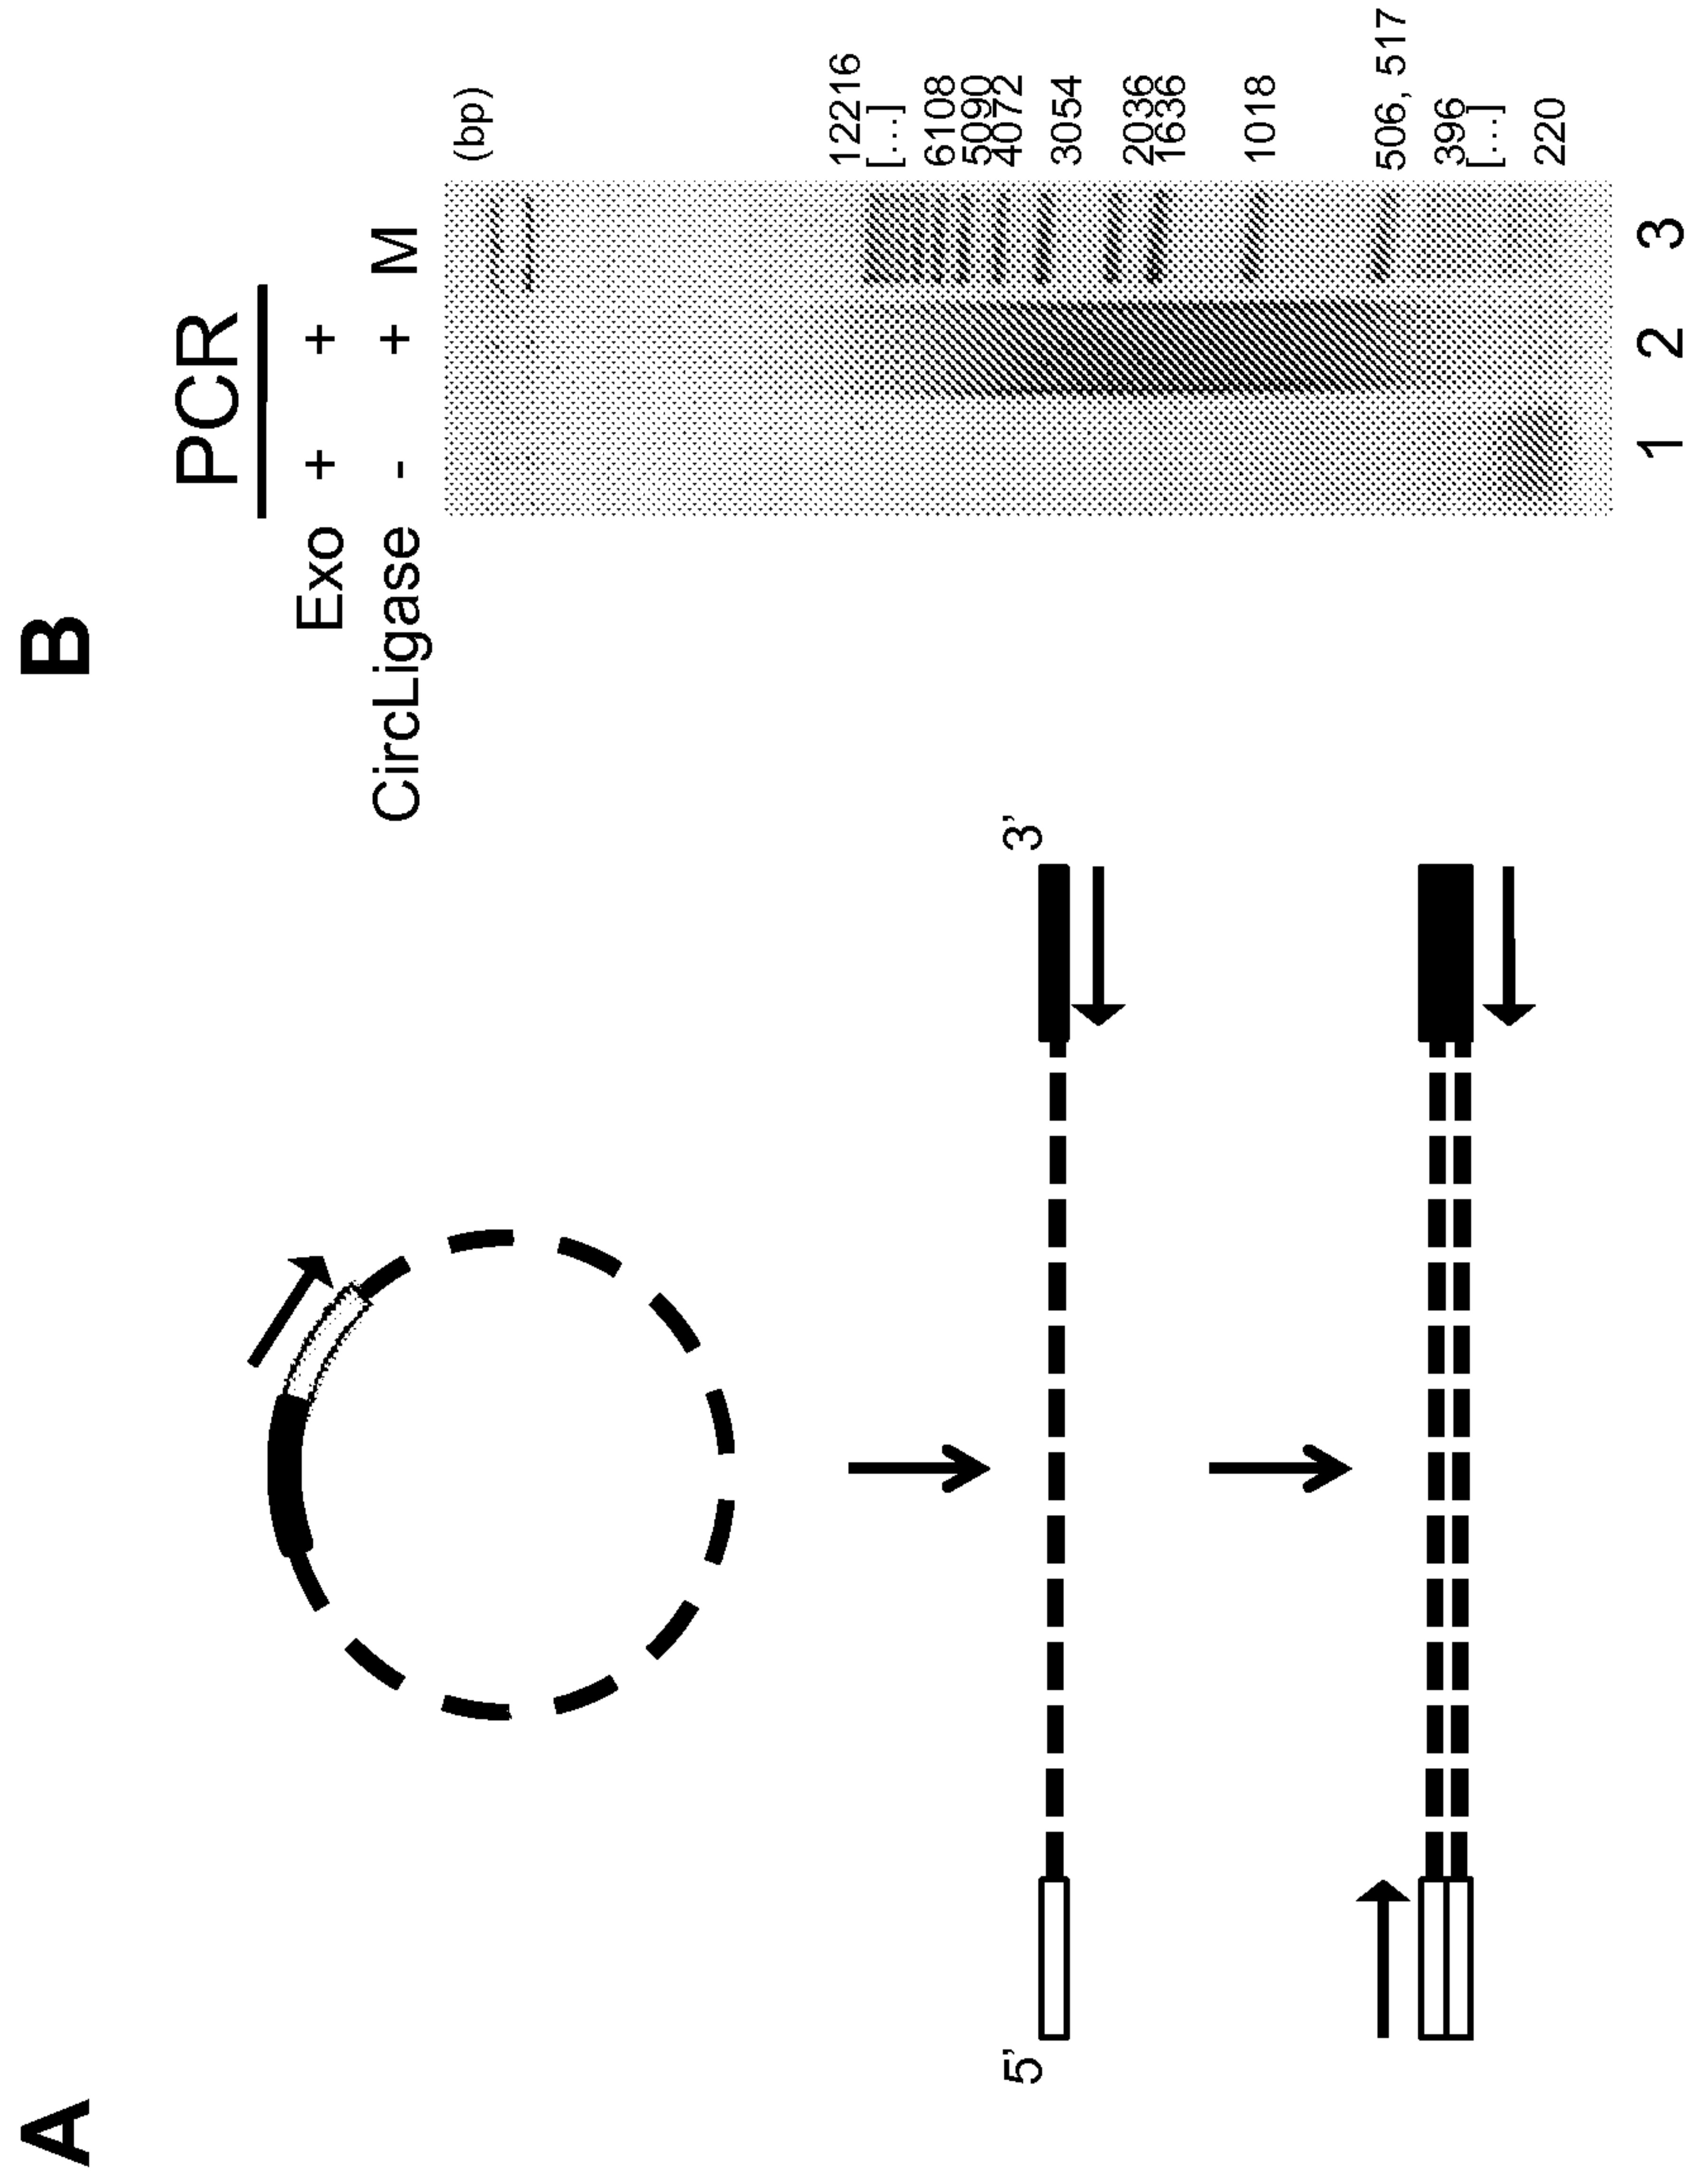 A
5' 3'
B
PCR
Exo + +
CircLigase - + M
(bp)
12216
[...]
6108
5090
4072
3054
2036
1636
1018
506, 517
396
[...]
220
1 2 3